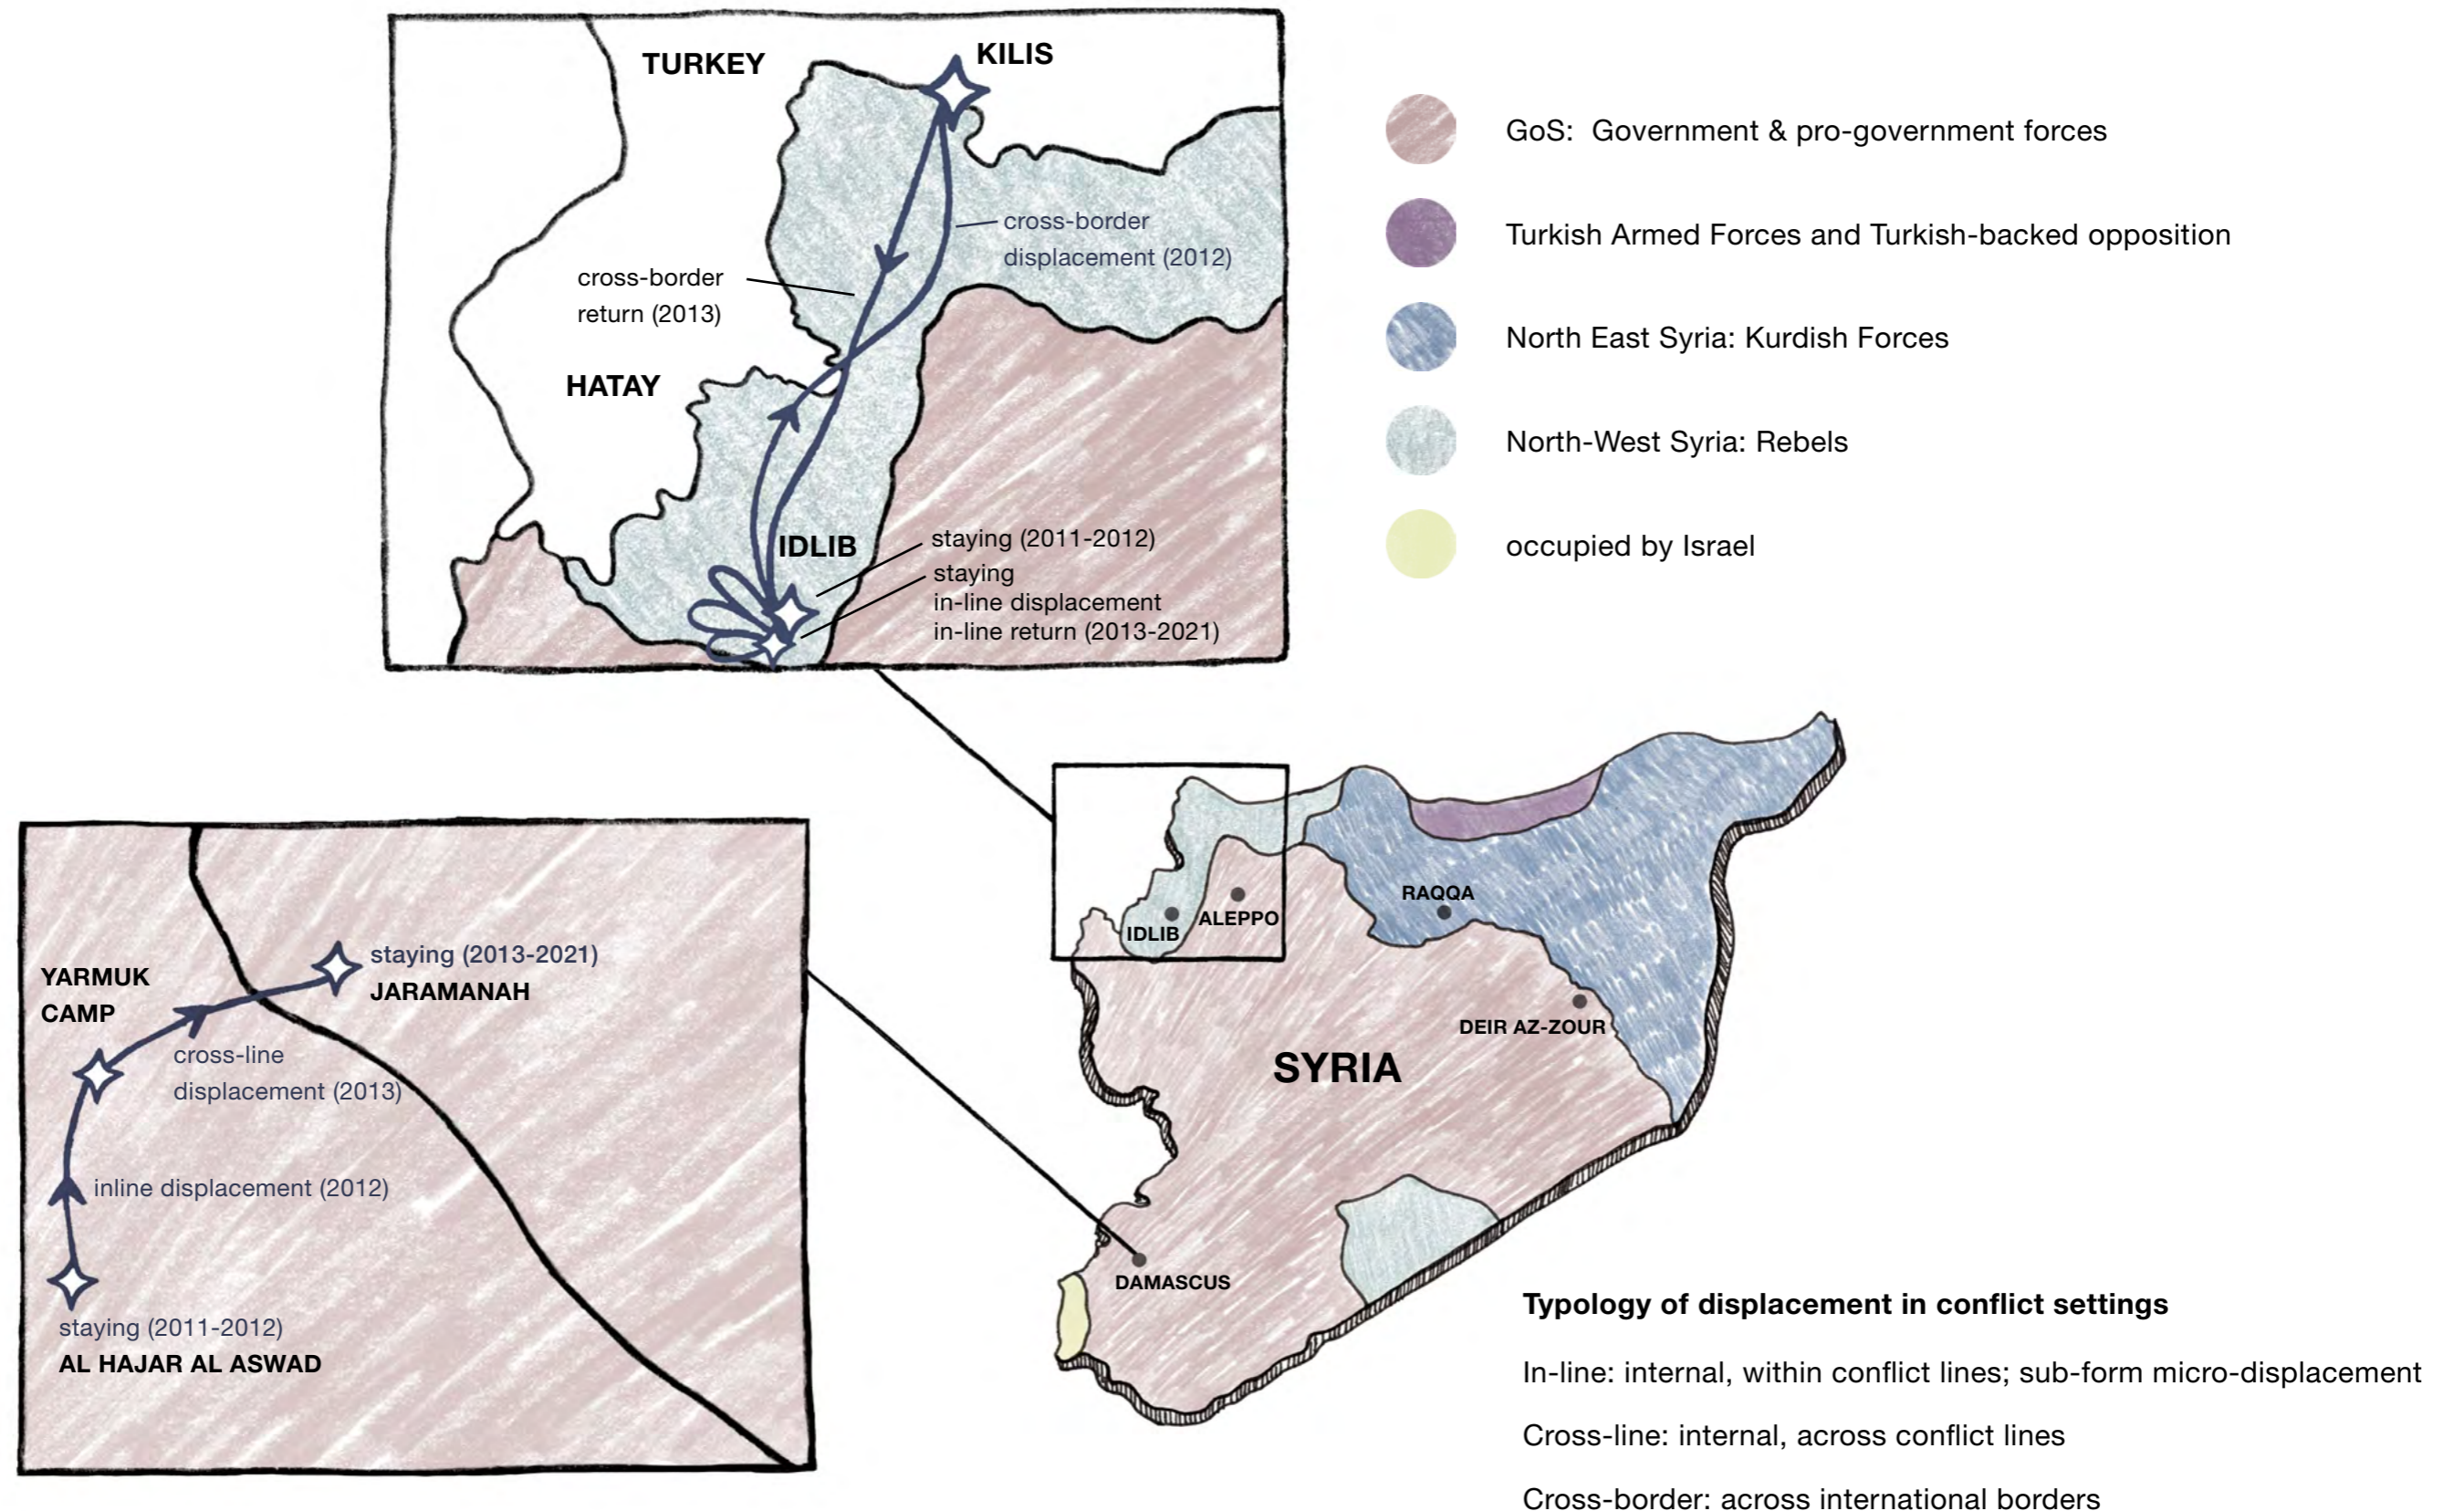 TURKEY
KILIS
cross-border
displacement (2012)
cross-border
return (2013)
HATAY
IDLIB
staying (2011-2012)
staying
in-line displacement
in-line return (2013-2021)
GoS:  Government & pro-government forces
Turkish Armed Forces and Turkish-backed opposition
North East Syria: Kurdish Forces
North-West Syria: Rebels
occupied by Israel
YARMUK
CAMP
staying (2013-2021)
JARAMANAH
cross-line
displacement (2013)
inline displacement (2012)
staying (2011-2012)
AL HAJAR AL ASWAD
RAQQA
ALEPPO
IDLIB
DEIR AZ-ZOUR
SYRIA
DAMASCUS
Typology of displacement in conflict settings
In-line: internal, within conflict lines; sub-form micro-displacement
Cross-line: internal, across conflict lines
Cross-border: across international borders